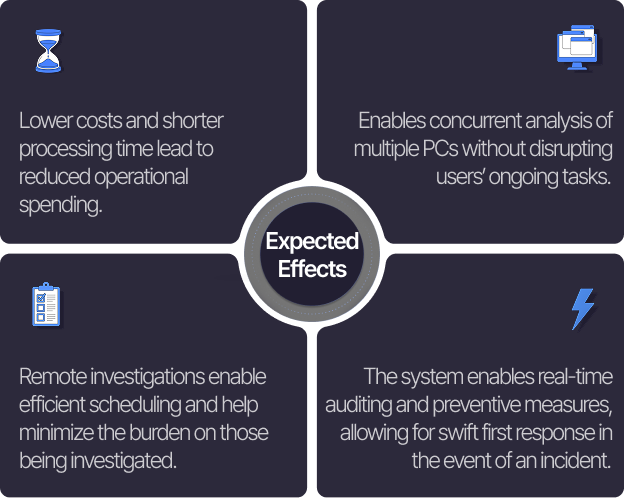 Lower costs and shorter
processing time lead to
reduced operational
spending.
Enables concurrent analysis of
multiple PCs without disrupting
users’ ongoing tasks.
Expected
Effects
Remote investigations enable
efficient scheduling and help
minimize the burden on those
being investigated.
The system enables real-time
auditing and preventive measures,
allowing for swift first response in
the event of an incident.